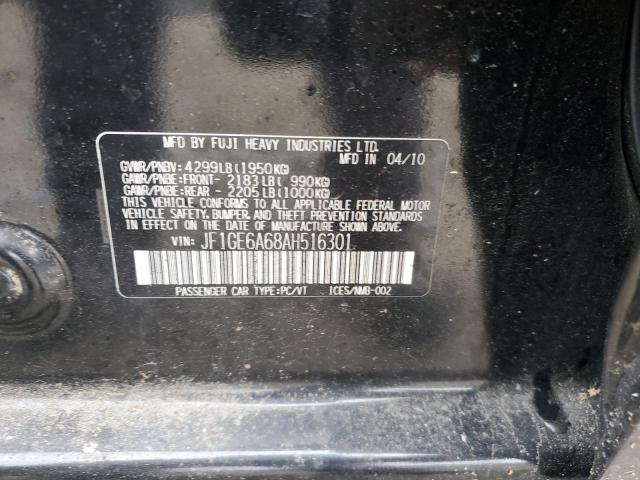 MFD BY FUJI HEAVY INDUSTRIES LTD.
MFD IN 04/10
GVWR/PNBV: 4299LB(1950KG)
GAWR/PNBE:FRONT- 2183LB( 990KG)
GAWR/PNBE:REAR - 2205LB(1000KG)
THIS VEHICLE CONFORMS TO ALL APPLICABLE FEDERAL MOTOR
VEHICLE SAFETY, BUMPER, AND THEFT PREVENTION
STANDARDS IN EFFECT ON THE DATE OF MANUFACTURE SHOWN ABOVE.
VIN: JF1GE6A68AH516301
PASSENGER CAR TYPE:PC/VT ICES/NMB-002